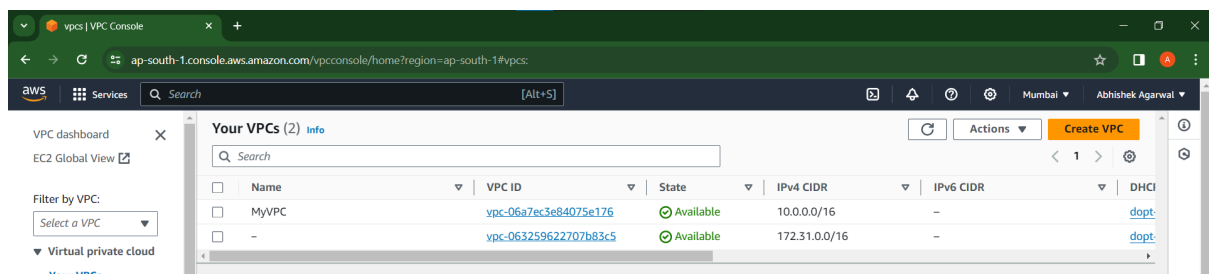 vpcs | VPC Console
ap-south-1.console.aws.amazon.com/vpcconsole/home?region=ap-south-1#vpcs:
A
aws
Services
Search
[Alt+S]
Mumbai
Abhishek Agarwal
VPC dashboard
EC2 Global View
Filter by VPC:
Select a VPC
Virtual private cloud
Your VPCs (2) Info
Actions
Create VPC
Search
1
Name VPC ID State IPv4 CIDR IPv6 CIDR DHCI
MyVPC vpc-06a7ec3e84075e176 Available 10.0.0.0/16 – dopt-
– vpc-063259622707b83c5 Available 172.31.0.0/16 – dopt-